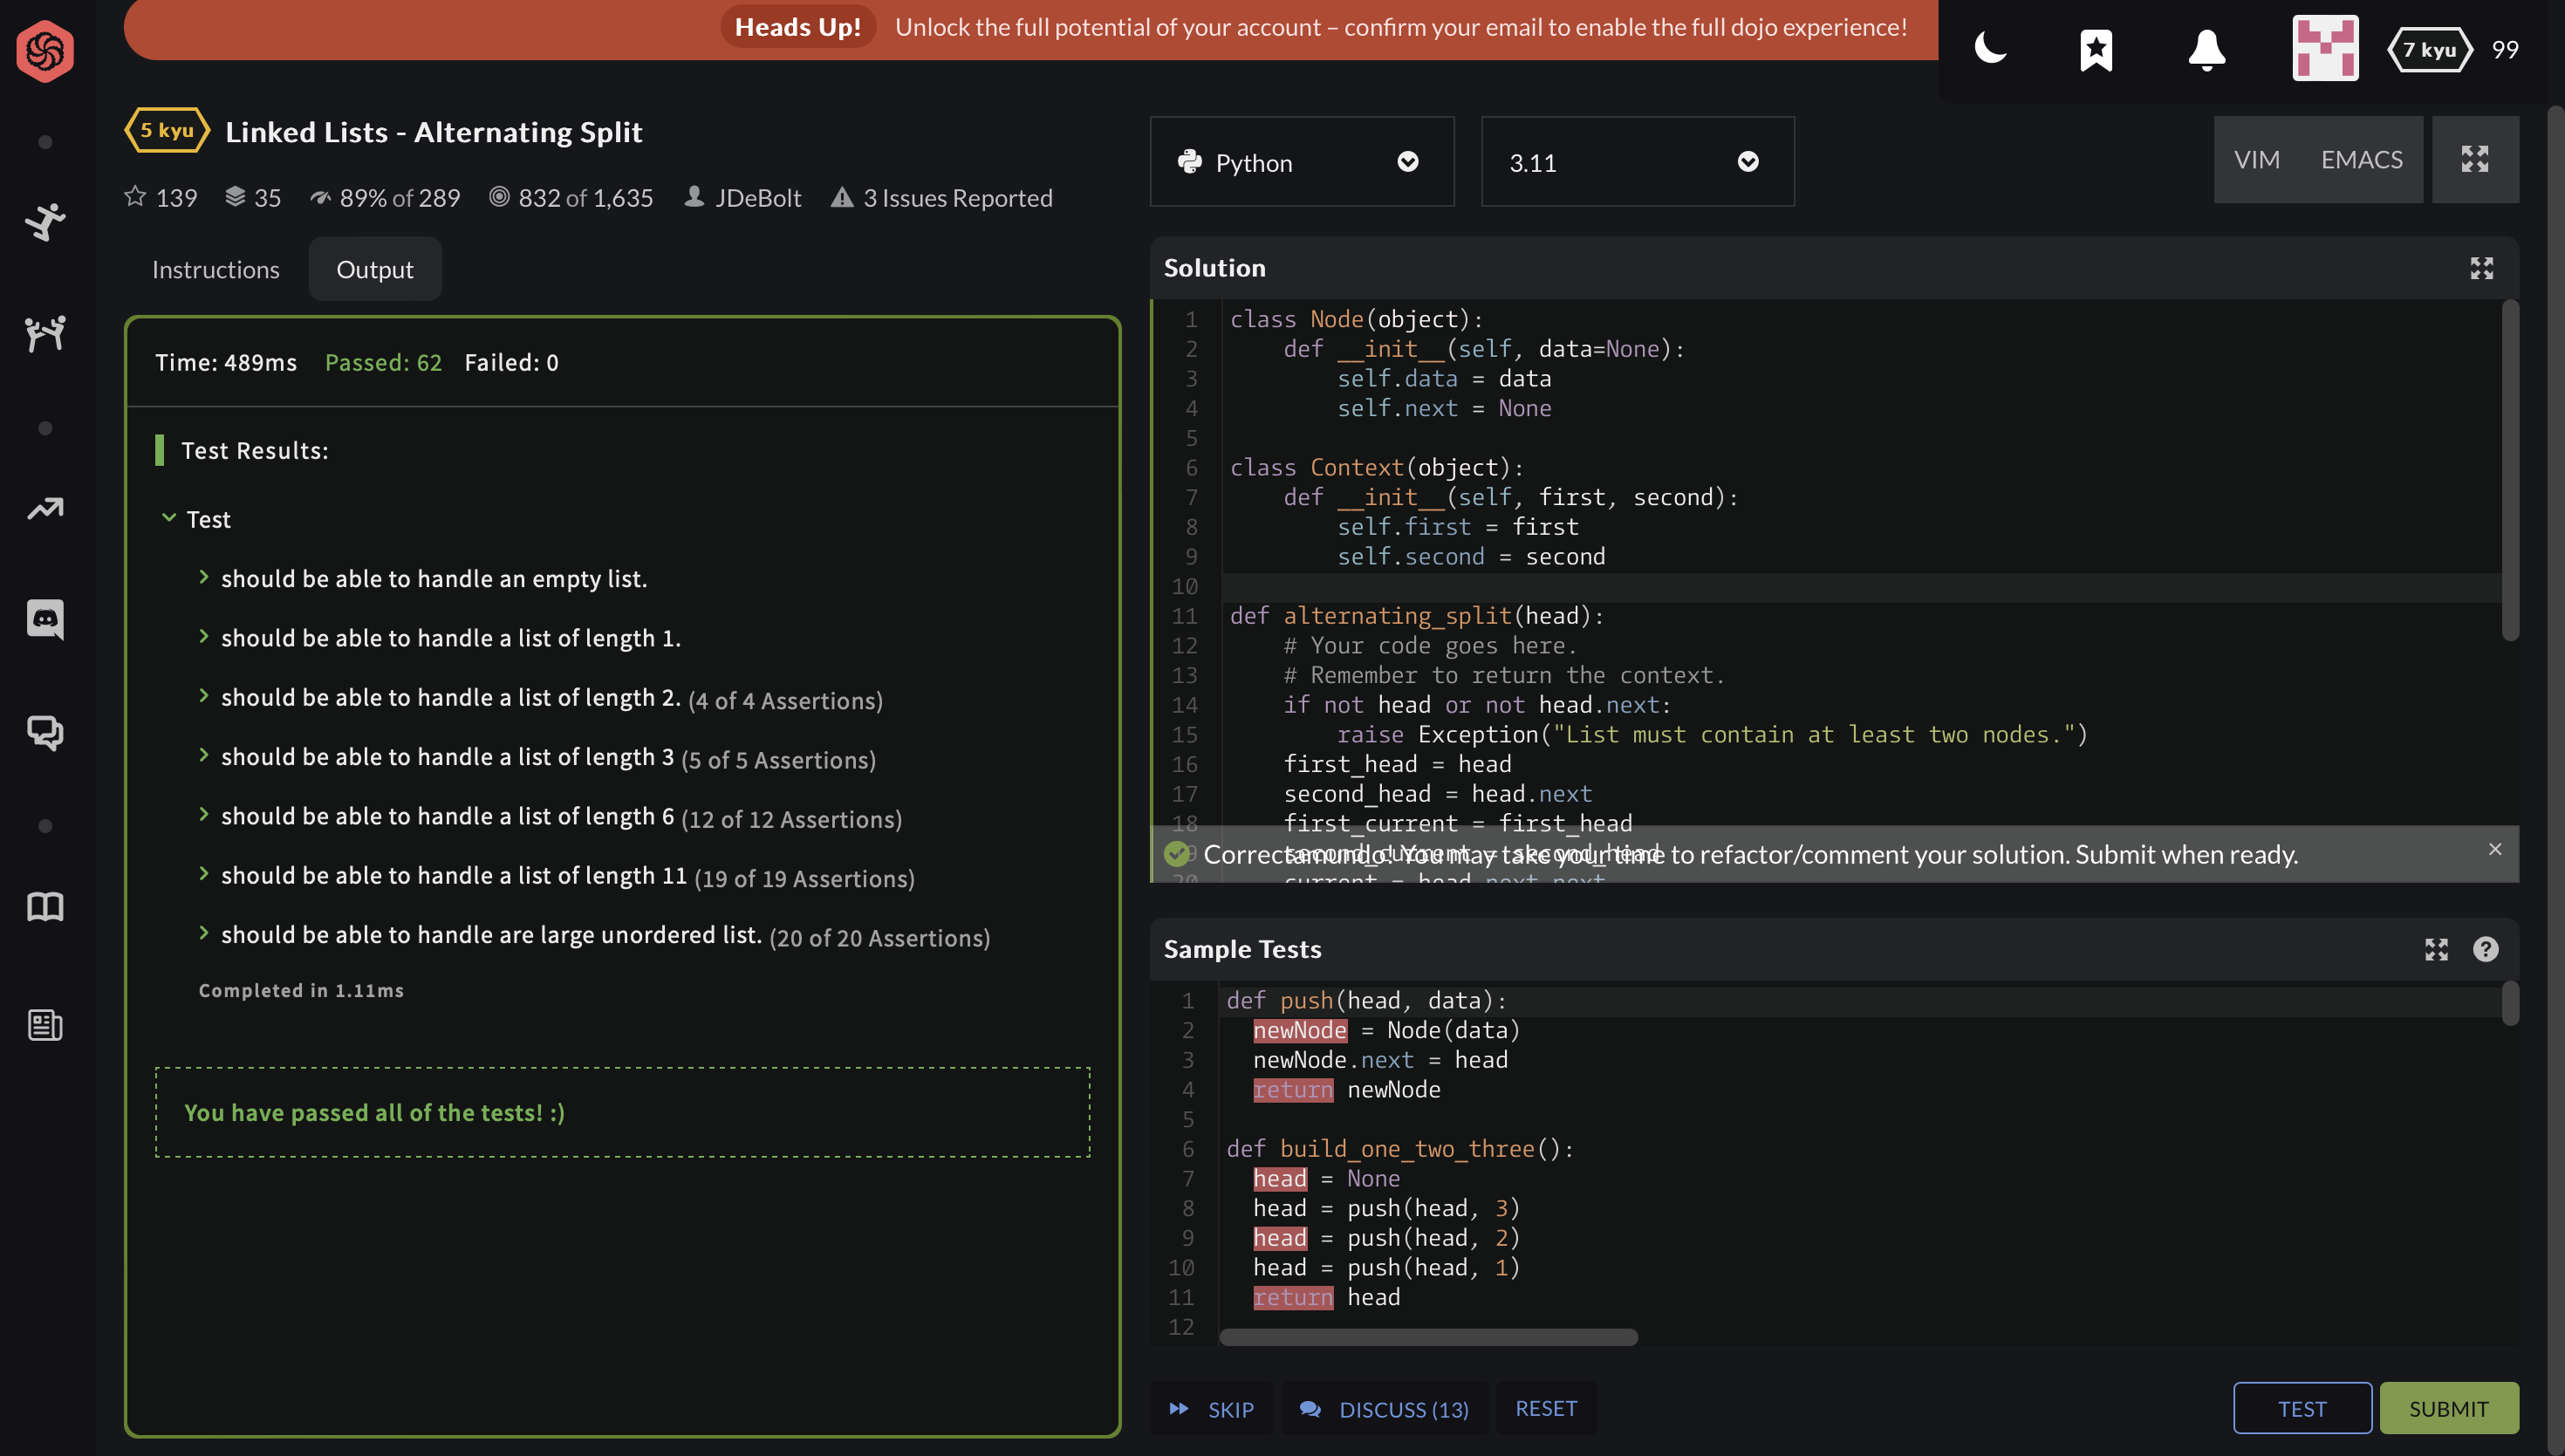 Heads Up! Unlock the full potential of your account – confirm your email to enable the full dojo experience!
7 kyu 99
5 kyu Linked Lists - Alternating Split
139 35 89% of 289 832 of 1,635 JDeBolt 3 Issues Reported
Instructions Output
Time: 489ms Passed: 62 Failed: 0
Test Results:
Test
should be able to handle an empty list.
should be able to handle a list of length 1.
should be able to handle a list of length 2. (4 of 4 Assertions)
should be able to handle a list of length 3 (5 of 5 Assertions)
should be able to handle a list of length 6 (12 of 12 Assertions)
should be able to handle a list of length 11 (19 of 19 Assertions)
should be able to handle are large unordered list. (20 of 20 Assertions)
Completed in 1.11ms
You have passed all of the tests! :)
Python 3.11 VIM EMACS
Solution
1 class Node(object):
2     def __init__(self, data=None):
3         self.data = data
4         self.next = None
5
6 class Context(object):
7     def __init__(self, first, second):
8         self.first = first
9         self.second = second
10
11 def alternating_split(head):
12     # Your code goes here.
13     # Remember to return the context.
14     if not head or not head.next:
15         raise Exception("List must contain at least two nodes.")
16     first_head = head
17     second_head = head.next
18     first_current = first_head
19     second_current = second_head
Correctamundo! You may take your time to refactor/comment your solution. Submit when ready.
20     current = head.next.next
Sample Tests
1 def push(head, data):
2   newNode = Node(data)
3   newNode.next = head
4   return newNode
5
6 def build_one_two_three():
7   head = None
8   head = push(head, 3)
9   head = push(head, 2)
10   head = push(head, 1)
11   return head
12
SKIP DISCUSS (13) RESET TEST SUBMIT